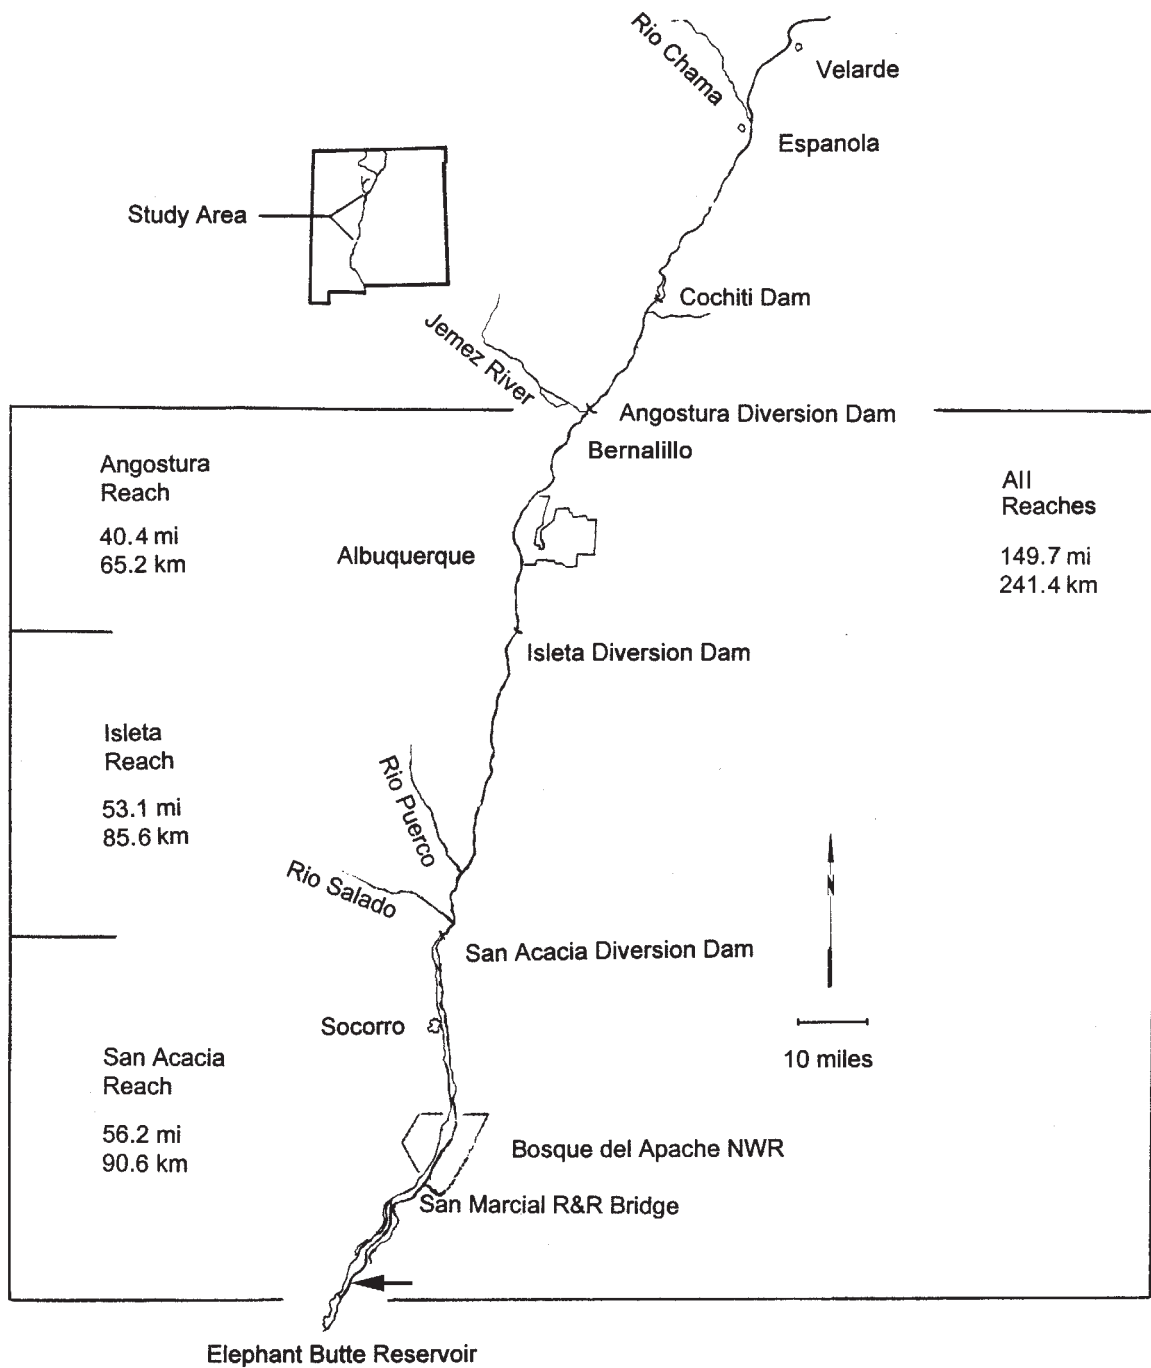 Rio Chama
Velarde
Espanola
Study Area
Cochiti Dam
Jemez River
Angostura Diversion Dam
Bernalillo
Angostura
Reach
40.4 mi
65.2 km
All
Reaches
149.7 mi
241.4 km
Albuquerque
Isleta Diversion Dam
Isleta
Reach
53.1 mi
85.6 km
Rio Puerco
Rio Salado
N
San Acacia Diversion Dam
Socorro
10 miles
San Acacia
Reach
56.2 mi
90.6 km
Bosque del Apache NWR
San Marcial R&R Bridge
Elephant Butte Reservoir